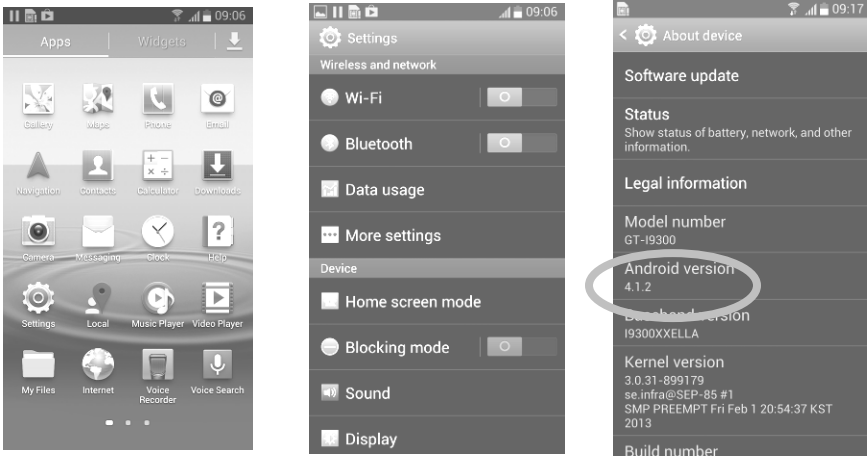 09:06
Apps
Widgets
Gallery
Maps
Phone
Email
Navigation
Contacts
Calculator
Downloads
Camera
Messaging
Clock
Help
Settings
Local
Music Player
Video Player
My Files
Internet
Voice
Recorder
Voice Search
09:06
Settings
Wireless and network
Wi-Fi
Bluetooth
Data usage
More settings
Device
Home screen mode
Blocking mode
Sound
Display
09:17
About device
Software update
Status
Show status of battery, network, and other
information.
Legal information
Model number
GT-I9300
Android version
4.1.2
Baseband version
I9300XXELLA
Kernel version
3.0.31-899179
se.infra@SEP-85 #1
SMP PREEMPT Fri Feb 1 20:54:37 KST
2013
Build number